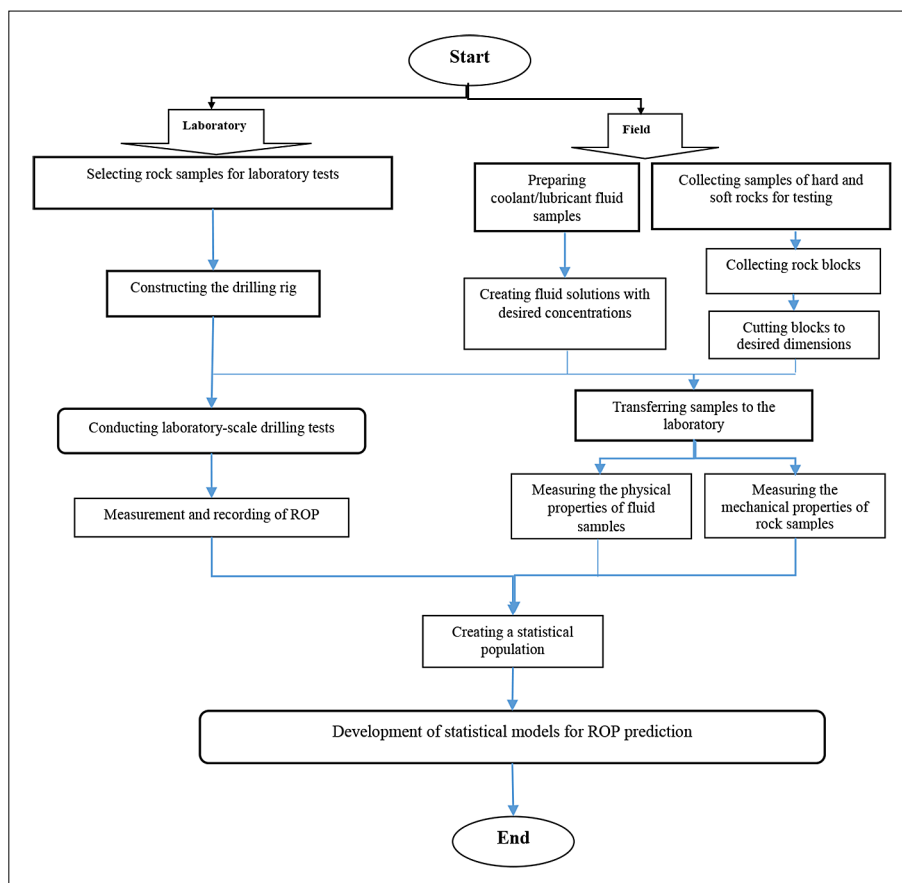 Start
Laboratory
Field
Selecting rock samples for laboratory tests
Preparing
coolant/lubricant fluid
samples
Collecting samples of hard and
soft rocks for testing
Constructing the drilling rig
Creating fluid solutions with
desired concentrations
Collecting rock blocks
Cutting blocks to
desired dimensions
Conducting laboratory-scale drilling tests
Transferring samples to the
laboratory
Measurement and recording of ROP
Measuring the physical
properties of fluid
samples
Measuring the
mechanical properties of
rock samples
Creating a statistical
population
Development of statistical models for ROP prediction
End